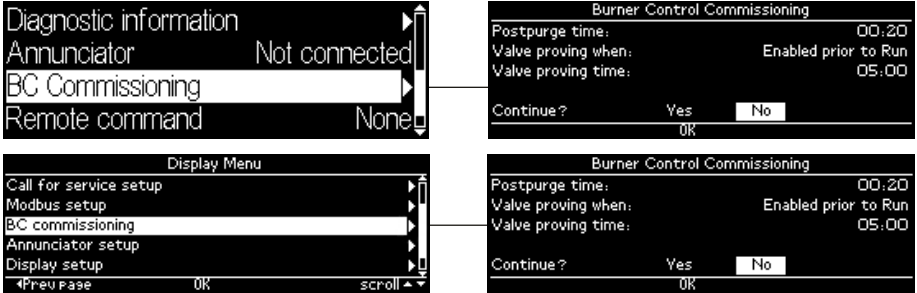 Diagnostic information
Annunciator Not connected
BC Commissioning
Remote command None
Burner Control Commissioning
Postpurge time: 00:20
Valve proving when: Enabled prior to Run
Valve proving time: 05:00
Continue? Yes No
OK
Display Menu
Call for service setup
Modbus setup
BC commissioning
Annunciator setup
Display setup
Prev Page OK scroll
Burner Control Commissioning
Postpurge time: 00:20
Valve proving when: Enabled prior to Run
Valve proving time: 05:00
Continue? Yes No
OK